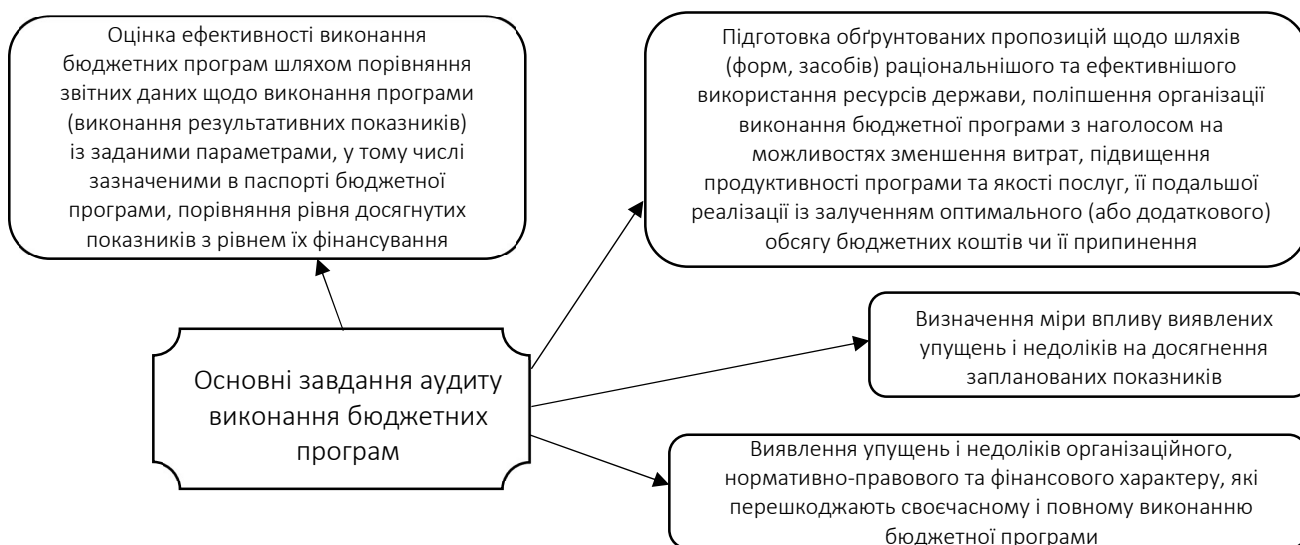 Оцінка ефективності виконання
бюджетних програм шляхом порівняння
звітних даних щодо виконання програми
(виконання результативних показників)
із заданими параметрами, у тому числі
зазначеними в паспорті бюджетної
програми, порівняння рівня досягнутих
показників з рівнем їх фінансування
Підготовка обґрунтованих пропозицій щодо шляхів
(форм, засобів) раціональнішого та ефективнішого
використання ресурсів держави, поліпшення організації
виконання бюджетної програми з наголосом на
можливостях зменшення витрат, підвищення
продуктивності програми та якості послуг, її подальшої
реалізації із залученням оптимального (або додаткового)
обсягу бюджетних коштів чи її припинення
Визначення міри впливу виявлених
упущень і недоліків на досягнення
запланованих показників
Основні завдання аудиту
виконання бюджетних
програм
Виявлення упущень і недоліків організаційного,
нормативно-правового та фінансового характеру, які
перешкоджають своєчасному і повному виконанню
бюджетної програми